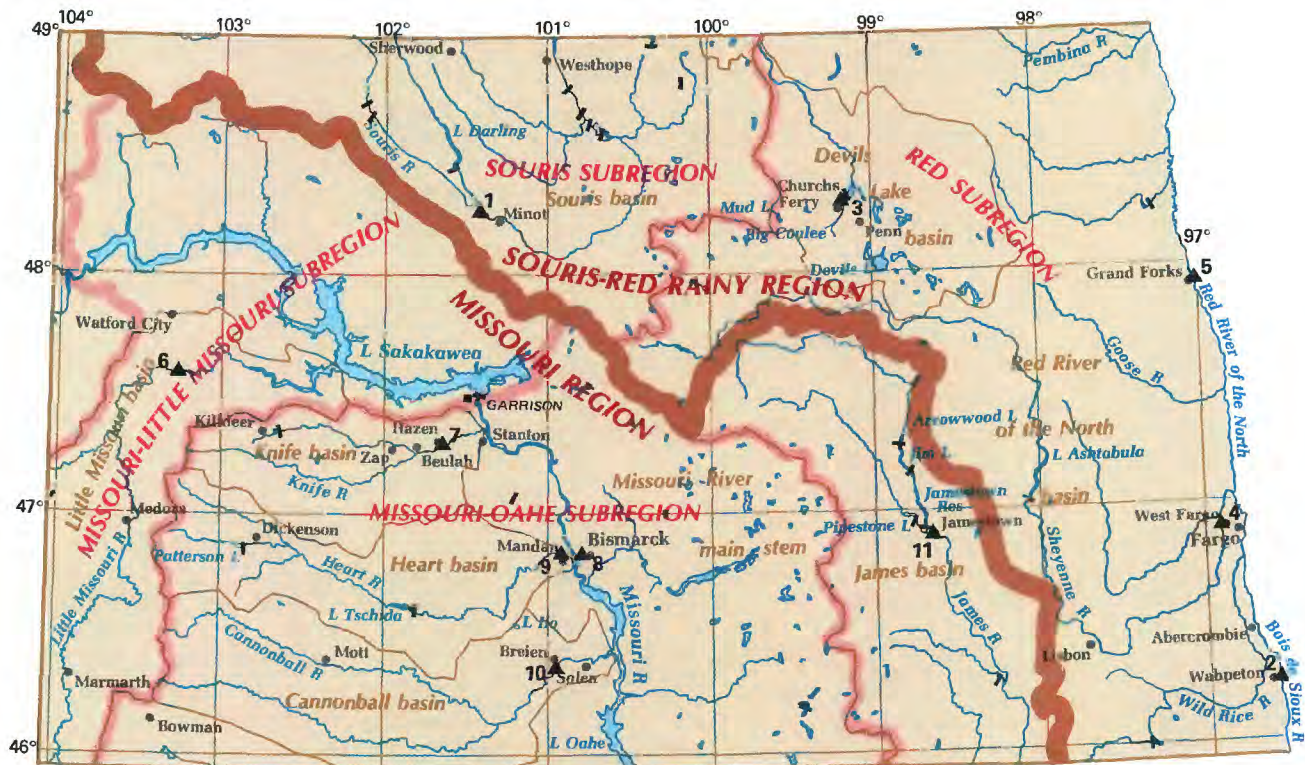 104° 103° 102° 101° 100° 99° 98°
49°
Sherwood
Westhope
Pembina R
Souris R
L Darling
SOURIS SUBREGION
Souris basin
1
Minot
Devils
Lake
basin
RED SUBREGION
Churchs
Ferry
3
Penn
Mud L
Big Coulee
Devils
97°
48°
Grand Forks
5
Red River of the North
SOURIS-RED RAINY REGION
MISSOURI REGION
MISSOURI-LITTLE MISSOURI SUBREGION
Watford City
6
L Sakakawea
GARRISON
Little Missouri basin
Goose R
Red River
of the North
basin
Killdeer
Knife basin
Hazen
7
Zap
Beulah
Stanton
Knife R
Arrowwood L
Jim L
L Ashtabula
Missouri River
main stem
Jamestown
Res
Pipestone L
Jamestown
11
47°
MISSOURI-OAHE SUBREGION
Medora
Dickenson
Patterson L
Heart R
Heart basin
Mandan
9
Bismarck
8
West Fargo
4
Fargo
James basin
Sheyenne R
Little Missouri R
L Tschida
Missouri R
James R
Cannonball R
Mott
Breien
10
Solen
Cannonball basin
Marmarth
Bowman
Lisbon
Abercrombie
Bois de Sioux R
2
Wahpeton
Wild Rice R
46°
L Oahe